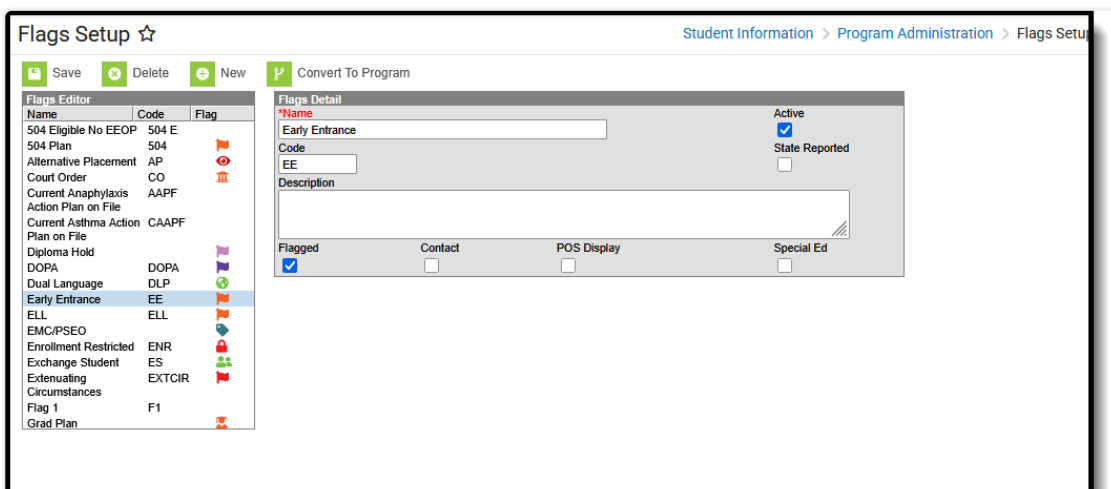 Flags Setup
Student Information > Program Administration > Flags Setup
Save Delete New Convert To Program
Flags Editor
Name Code Flag
504 Eligible No EEOP 504 E
504 Plan 504
Alternative Placement AP
Court Order CO
Current Anaphylaxis AAPF
Action Plan on File
Current Asthma Action CAAPF
Plan on File
Diploma Hold
DOPA DOPA
Dual Language DLP
Early Entrance EE
ELL ELL
EMC/PSEO
Enrollment Restricted ENR
Exchange Student ES
Extenuating EXTCIR
Circumstances
Flag 1 F1
Grad Plan
Flags Detail
*Name Active
Early Entrance
Code State Reported
EE
Description
Flagged Contact POS Display Special Ed